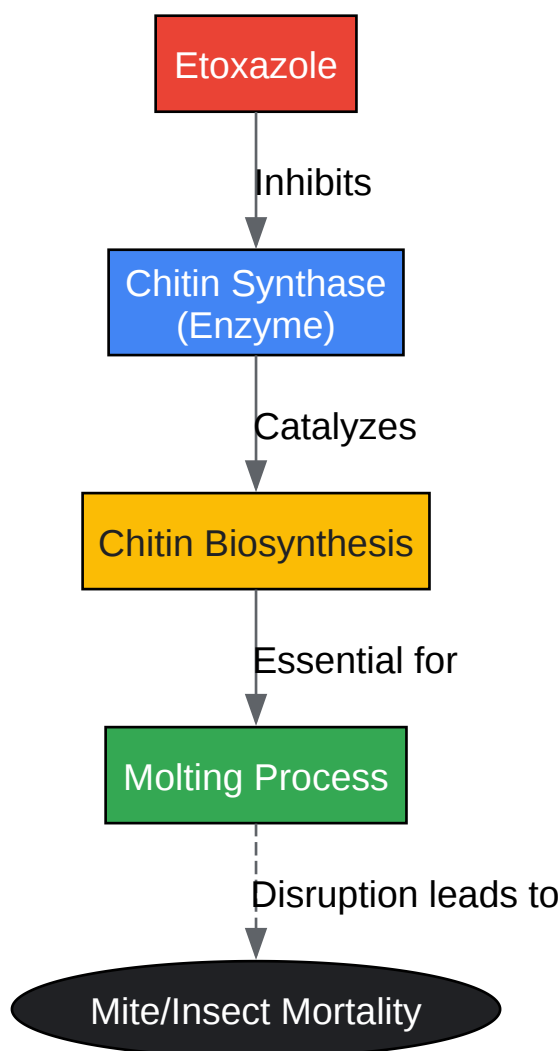 Etoxazole
Inhibits
Chitin Synthase
(Enzyme)
Catalyzes
Chitin Biosynthesis
Essential for
Molting Process
Disruption leads to
Mite/Insect Mortality